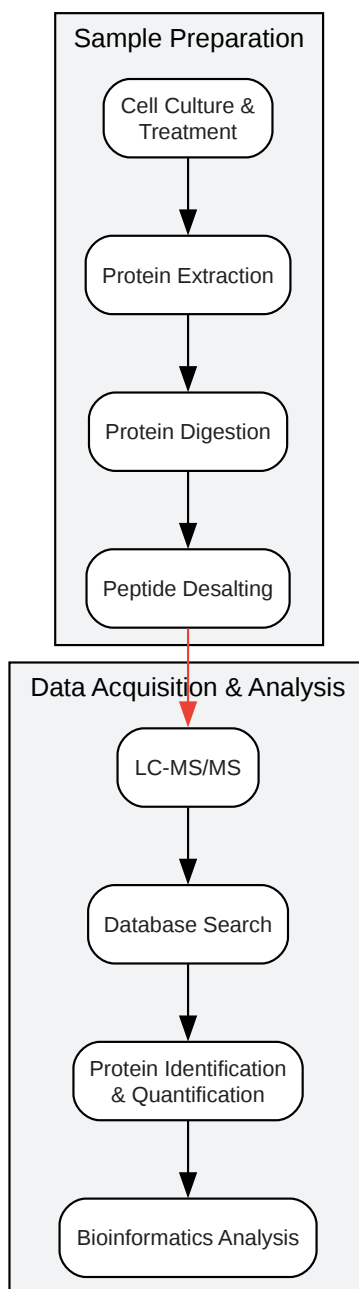 Sample Preparation
Cell Culture &
Treatment
Protein Extraction
Protein Digestion
Peptide Desalting
Data Acquisition & Analysis
LC-MS/MS
Database Search
Protein Identification
& Quantification
Bioinformatics Analysis